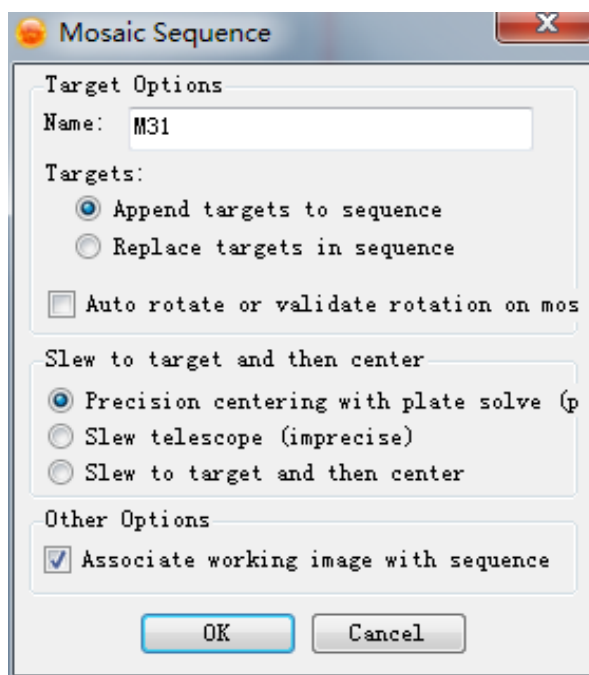 Mosaic Sequence
Target Options
Name: M31
Targets:
Append targets to sequence
Replace targets in sequence
Auto rotate or validate rotation on mos
Slew to target and then center
Precision centering with plate solve (p
Slew telescope (imprecise)
Slew to target and then center
Other Options
Associate working image with sequence
OK Cancel